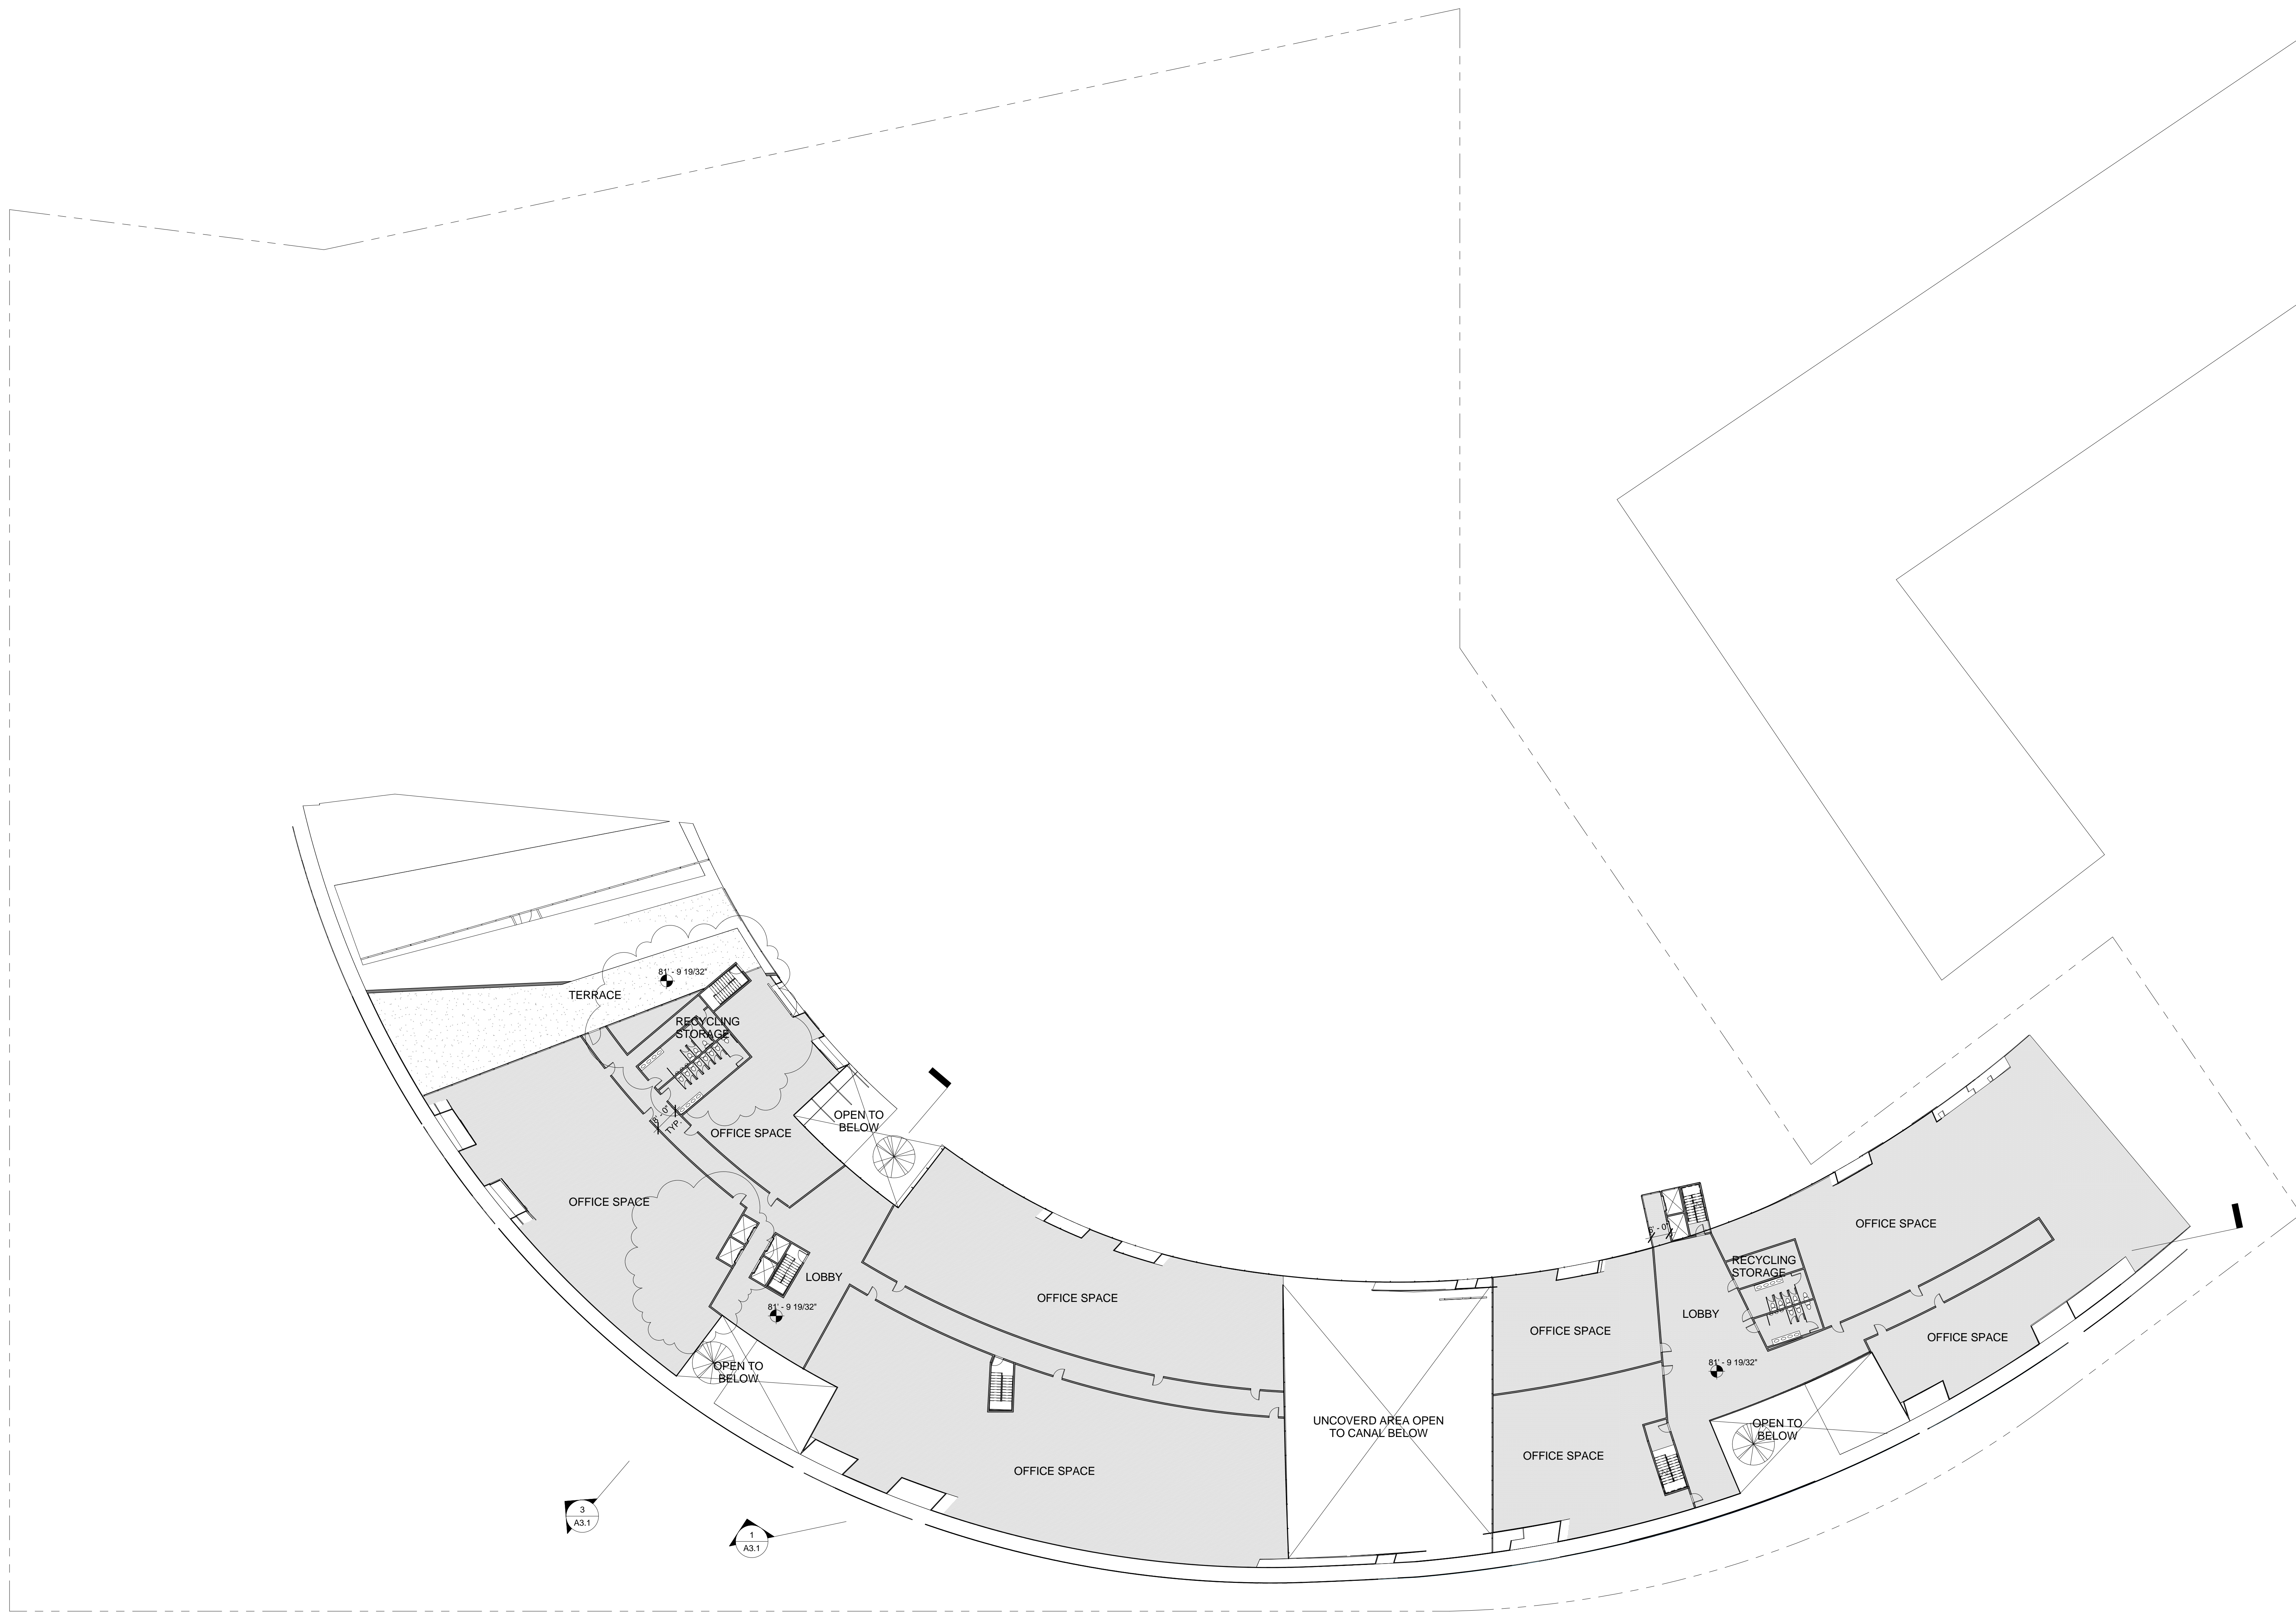 81' - 9 19/32"
TERRACE
RECYCLING
STORAGE
OPEN TO
BELOW
TYP.
OFFICE SPACE
OFFICE SPACE
LOBBY
81' - 9 19/32"
OFFICE SPACE
OPEN TO
BELOW
OFFICE SPACE
UNCOVERD AREA OPEN
TO CANAL BELOW
OFFICE SPACE
OFFICE SPACE
LOBBY
RECYCLING
STORAGE
OFFICE SPACE
OFFICE SPACE
81' - 9 19/32"
OPEN TO
BELOW
3
A3.1
1
A3.1